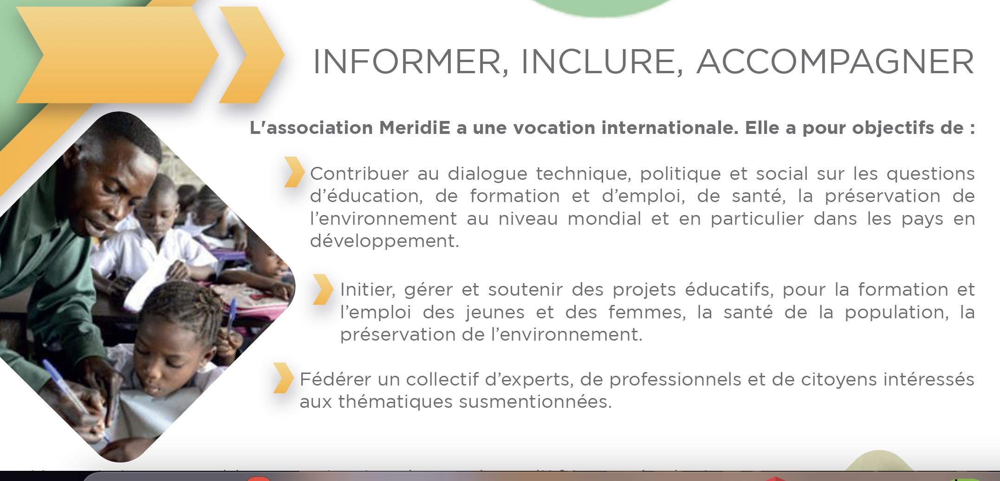 INFORMER, INCLURE, ACCOMPAGNER
L'association MeridiE a une vocation internationale. Elle a pour objectifs de :
Contribuer au dialogue technique, politique et social sur les questions
d’éducation, de formation et d’emploi, de santé, la préservation de
l’environnement au niveau mondial et en particulier dans les pays en
développement.
Initier, gérer et soutenir des projets éducatifs, pour la formation et
l’emploi des jeunes et des femmes, la santé de la population, la
préservation de l’environnement.
Fédérer un collectif d’experts, de professionnels et de citoyens intéressés
aux thématiques susmentionnées.